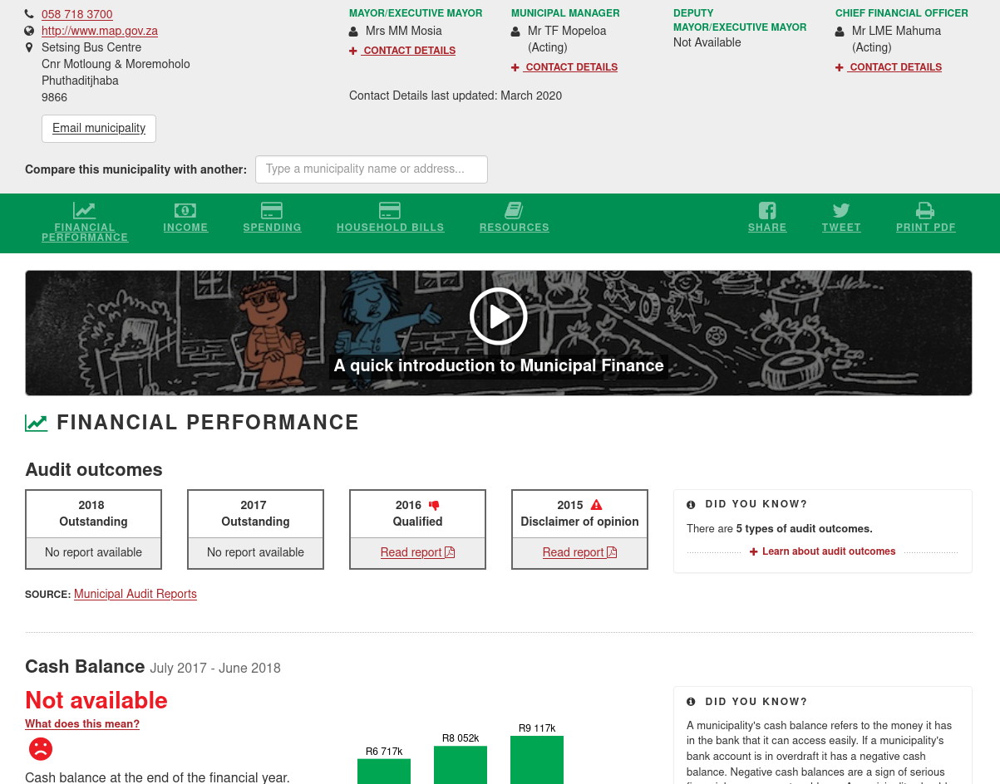 058 718 3700
http://www.map.gov.za
Setsing Bus Centre
Cnr Motloung & Moremoholo
Phuthaditjhaba
9866
Email municipality
MAYOR/EXECUTIVE MAYOR
Mrs MM Mosia
CONTACT DETAILS
MUNICIPAL MANAGER
Mr TF Mopeloa
(Acting)
CONTACT DETAILS
DEPUTY
MAYOR/EXECUTIVE MAYOR
Not Available
CHIEF FINANCIAL OFFICER
Mr LME Mahuma
(Acting)
CONTACT DETAILS
Contact Details last updated: March 2020
Compare this municipality with another:
Type a municipality name or address...
FINANCIAL
PERFORMANCE
INCOME
SPENDING
HOUSEHOLD BILLS
RESOURCES
SHARE
TWEET
PRINT PDF
A quick introduction to Municipal Finance
FINANCIAL PERFORMANCE
Audit outcomes
2018
Outstanding
No report available
2017
Outstanding
No report available
2016
Qualified
Read report
2015
Disclaimer of opinion
Read report
DID YOU KNOW?
There are 5 types of audit outcomes.
Learn about audit outcomes
SOURCE: Municipal Audit Reports
Cash Balance July 2017 - June 2018
Not available
What does this mean?
Cash balance at the end of the financial year.
R6 717k
R8 052k
R9 117k
DID YOU KNOW?
A municipality's cash balance refers to the money it has
in the bank that it can access easily. If a municipality's
bank account is in overdraft it has a negative cash
balance. Negative cash balances are a sign of serious